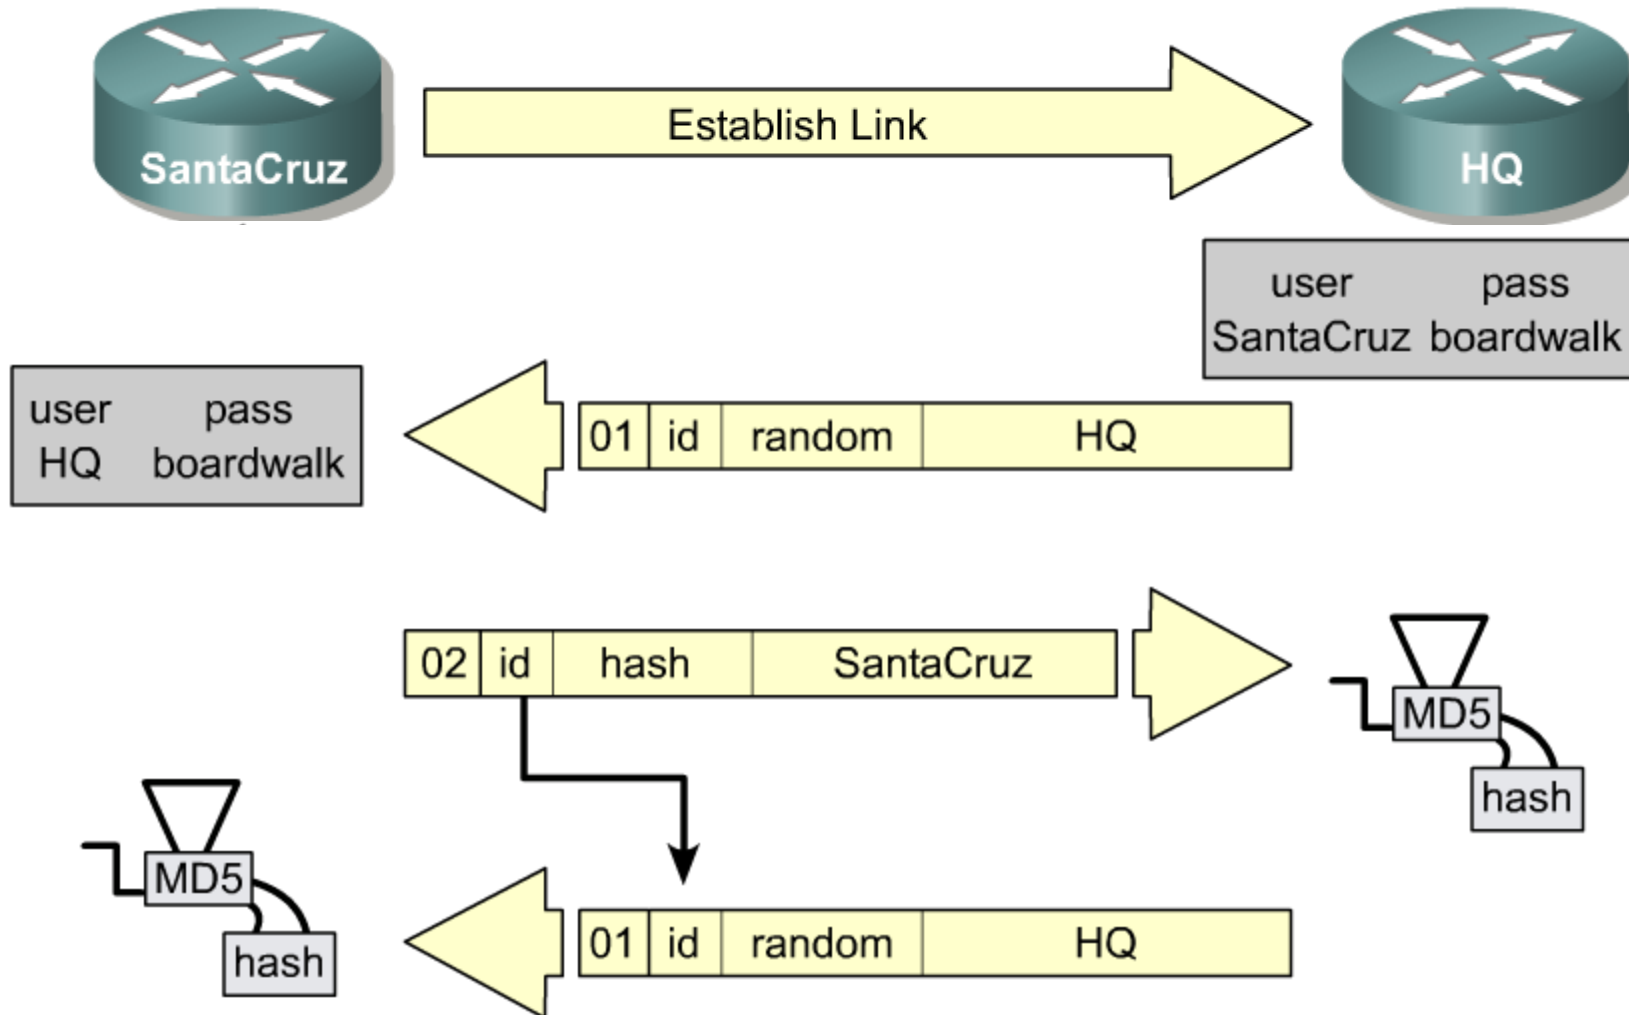 SantaCruz
Establish Link
HQ
user pass
SantaCruz boardwalk
user pass
HQ boardwalk
01 id random HQ
02 id hash SantaCruz
MD5
hash
MD5
hash
01 id random HQ